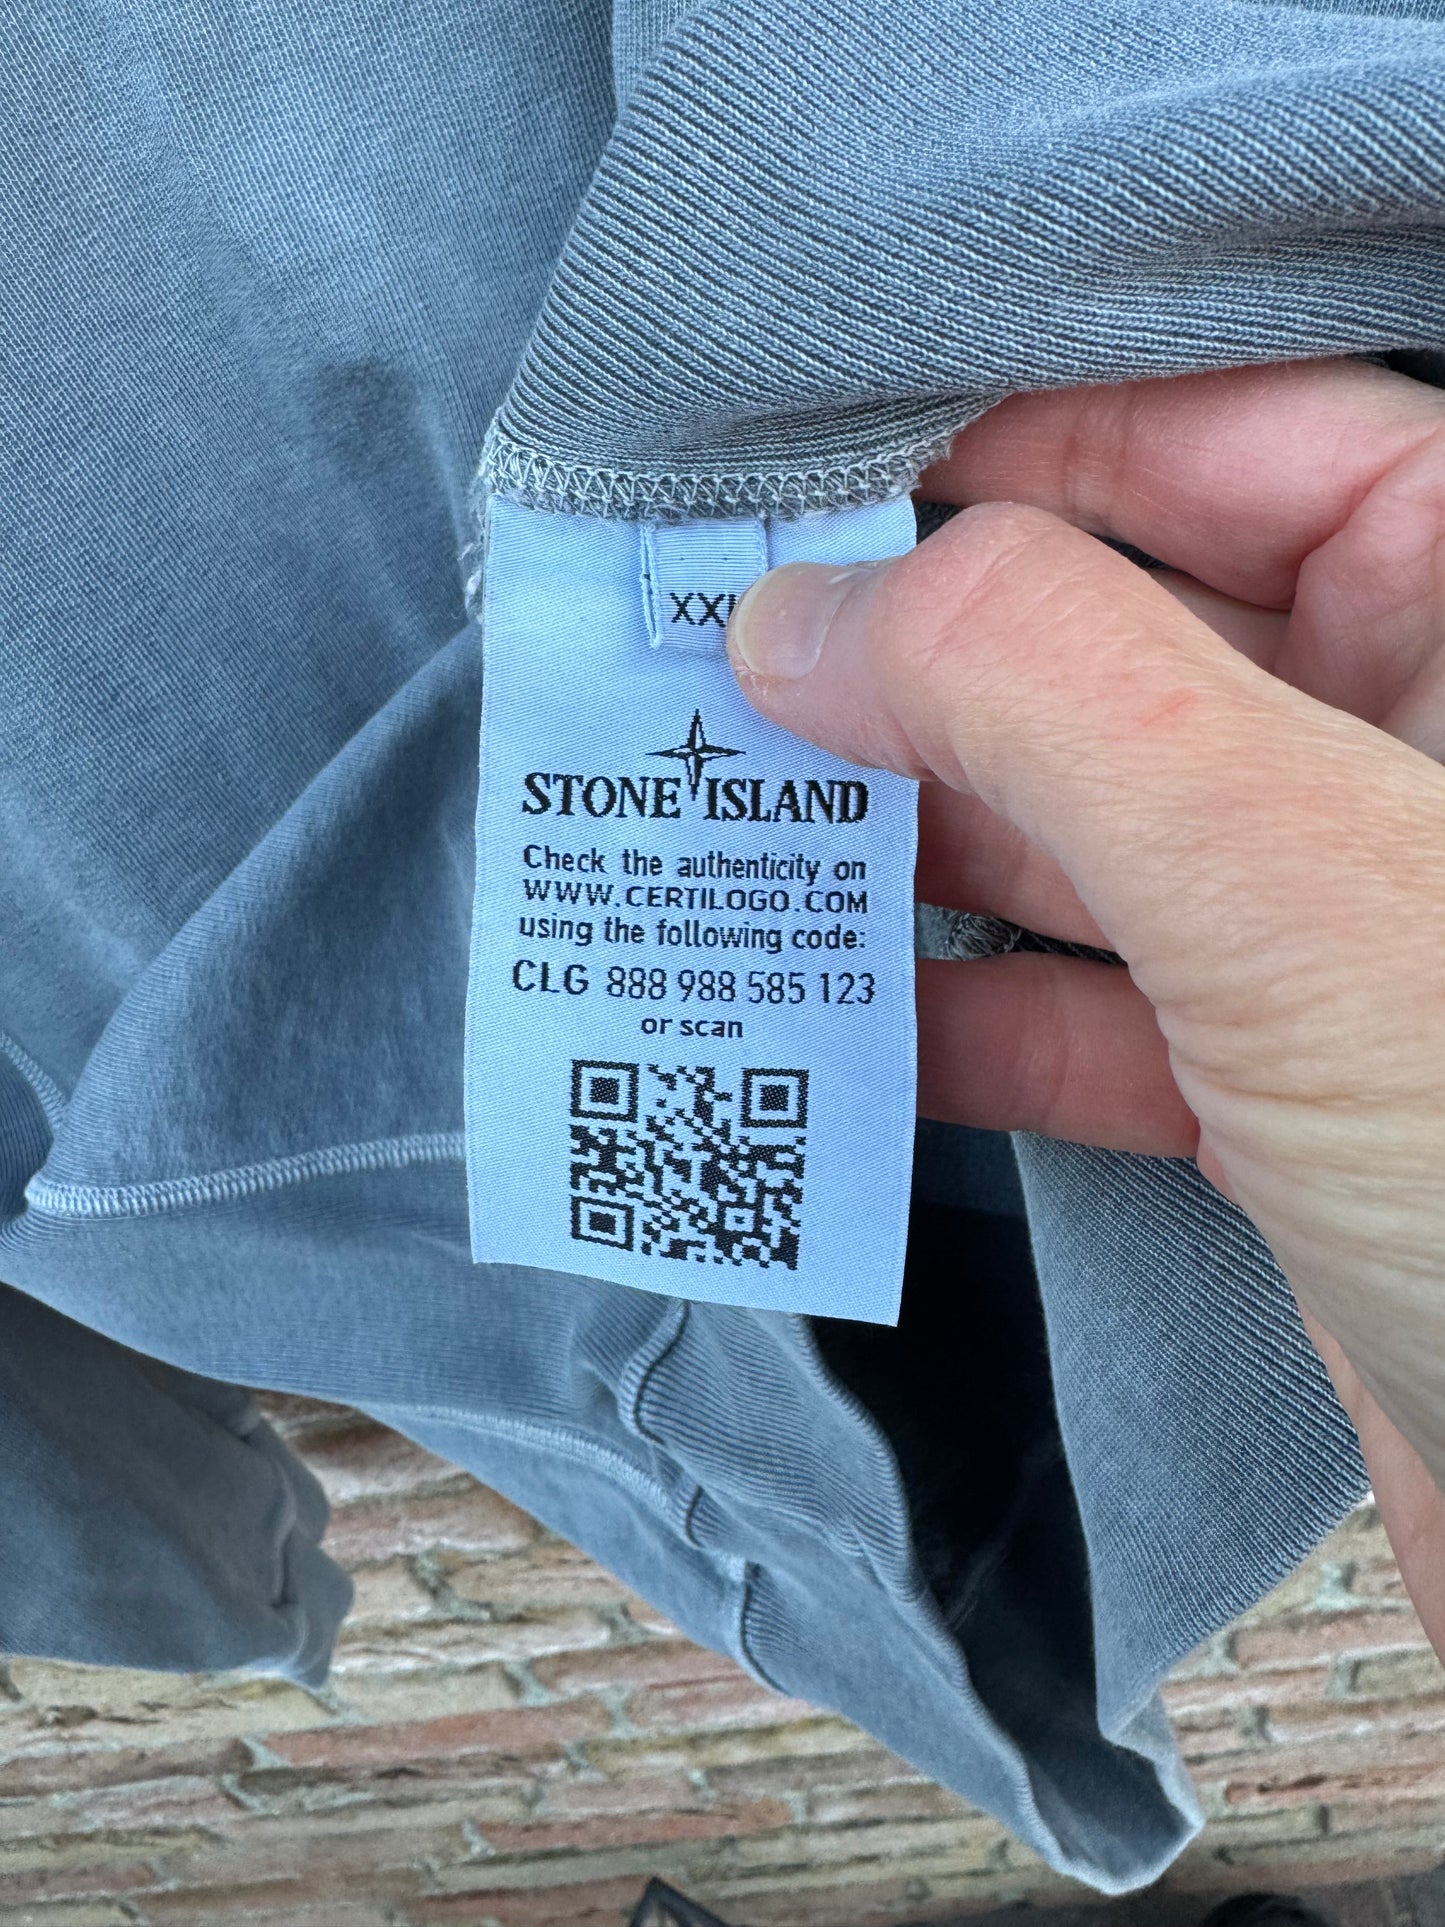 XXL
STONE ISLAND
Check the authenticity on
WWW.CERTILOGO.COM
using the following code:
CLG 888 988 585 123
or scan